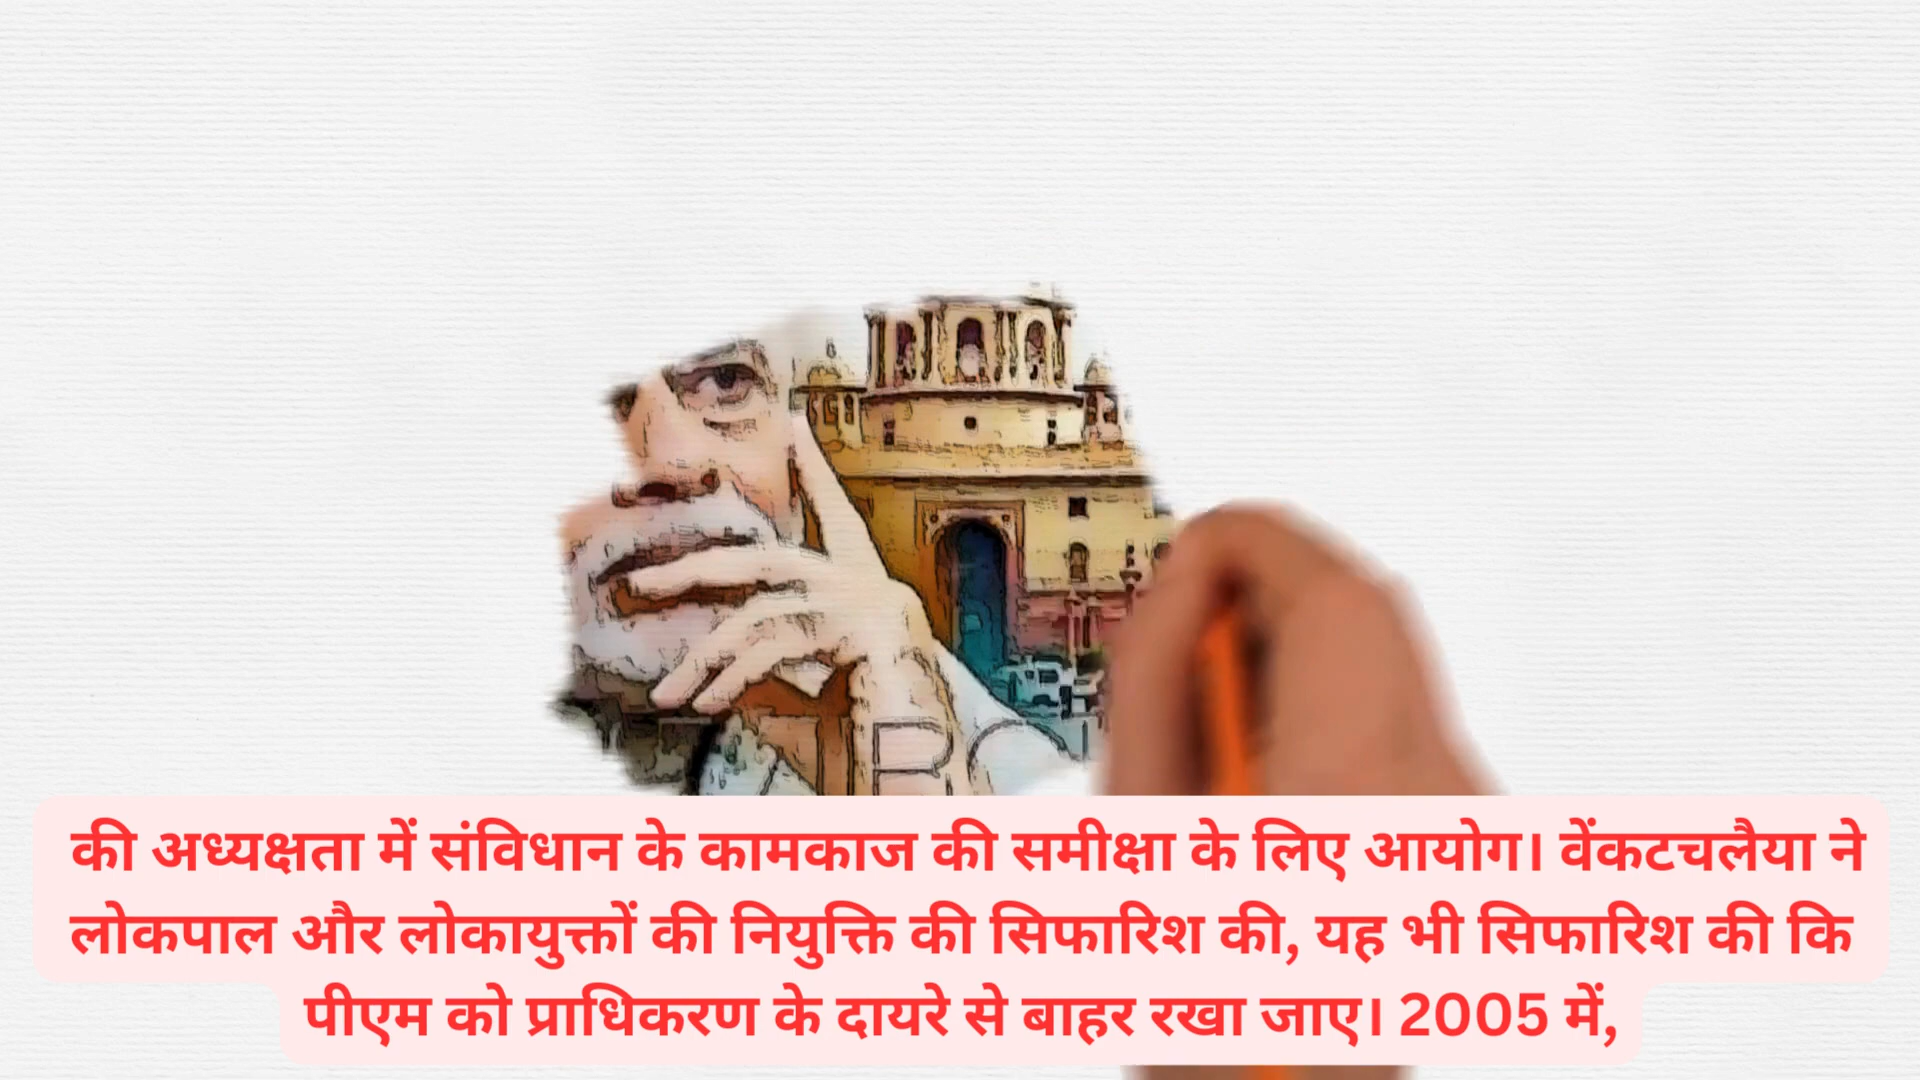 की अध्यक्षता में संविधान के कामकाज की समीक्षा के लिए आयोग। वेंकटचलैया ने
लोकपाल और लोकायुक्तों की नियुक्ति की सिफारिश की, यह भी सिफारिश की कि
पीएम को प्राधिकरण के दायरे से बाहर रखा जाए। 2005 में,